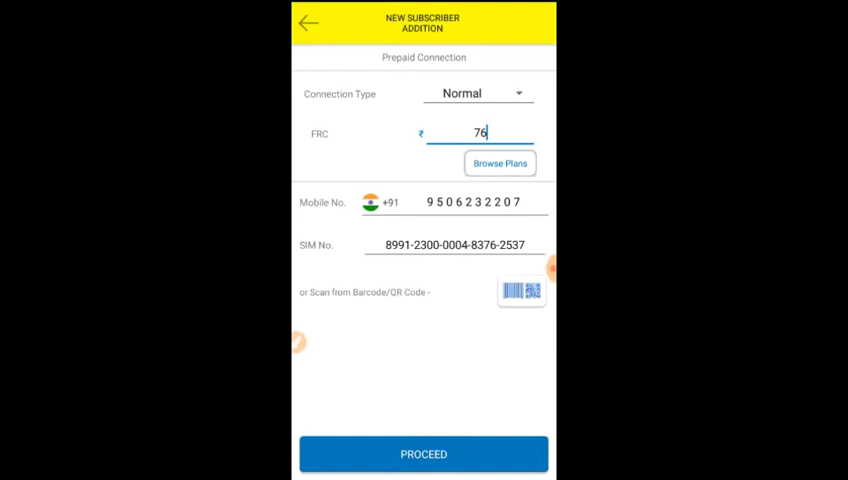 NEW SUBSCRIBER
ADDITION
Prepaid Connection
Connection Type Normal
FRC ₹ 76
Browse Plans
Mobile No. +91 9506232207
SIM No. 8991-2300-0004-8376-2537
or Scan from Barcode/QR Code -
PROCEED